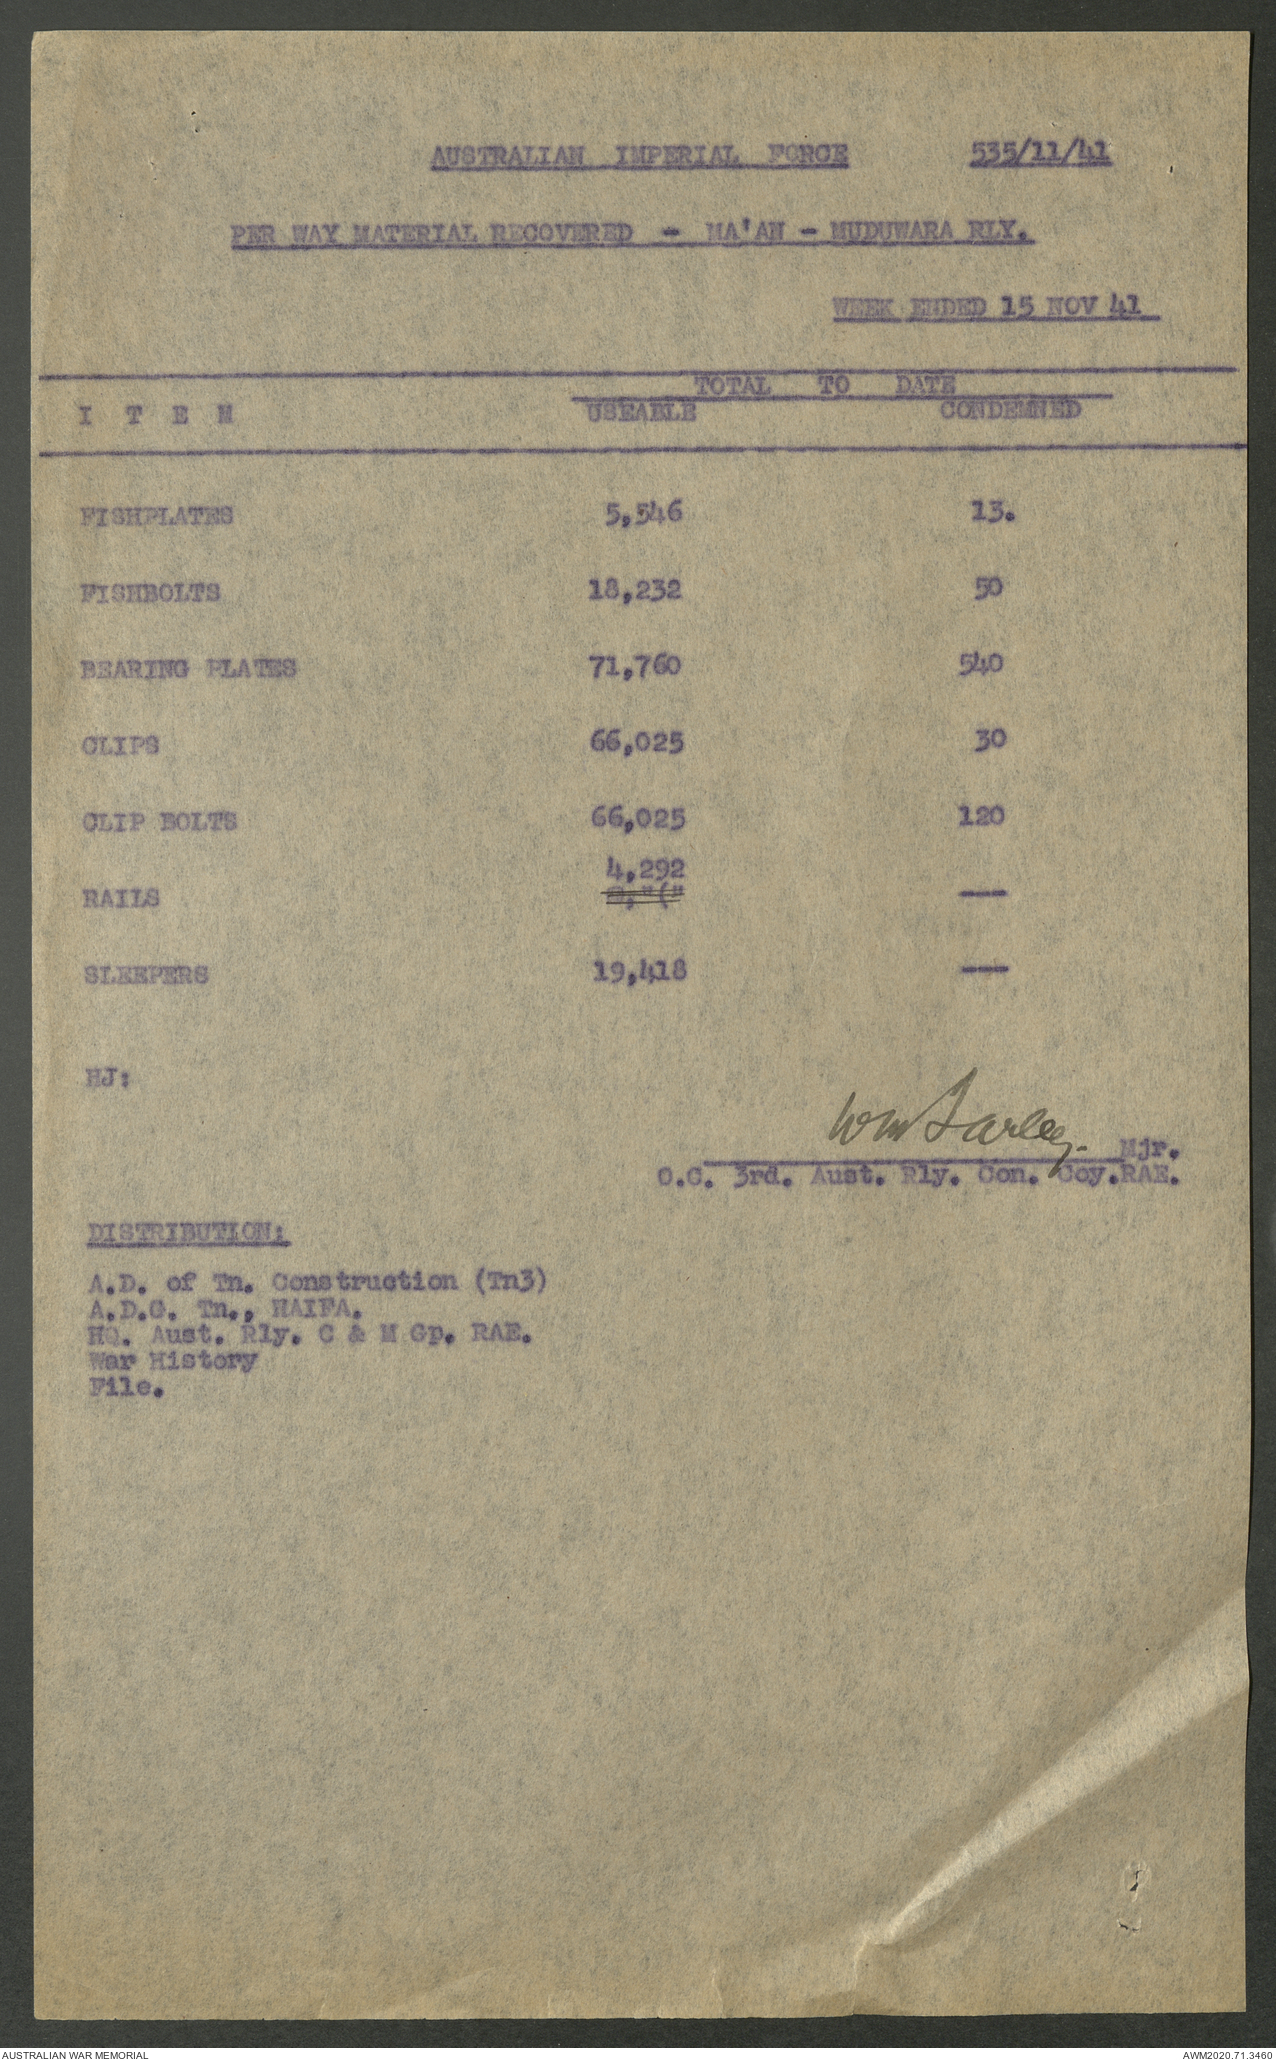 AUSTRALIAN IMPERIAL FORCE 535/11/41
PER WAY MATERIAL RECOVERED - MA'AN - MUDUWARA RLY.
WEEK ENDED 15 NOV 41
TOTAL TO DATE
I T E M USEABLE CONDEMNED
FISHPLATES 5,546 13.
FISHBOLTS 18,232 50
BEARING PLATES 71,760 540
CLIPS 66,025 30
CLIP BOLTS 66,025 120
4,292
RAILS ---
SLEEPERS 19,418 ---
HJ:
Wm Farley. Mjr.
O.C. 3rd. Aust. Rly. Con. Coy.RAE.
DISTRIBUTION:
A.D. of Tn. Construction (Tn3)
A.D.G. Tn., HAIFA.
HQ. Aust. Rly. C & M Gp. RAE.
War History
File.
AUSTRALIAN WAR MEMORIAL AWM2020.71.3460